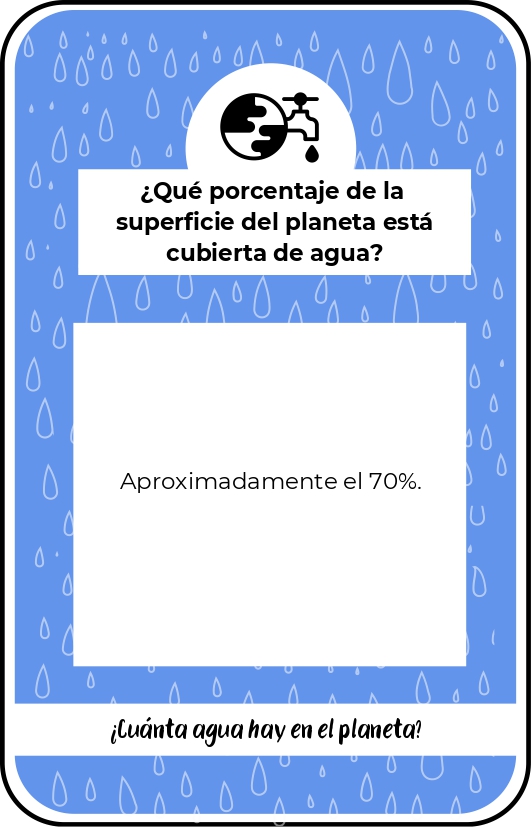 ¿Qué porcentaje de la
superficie del planeta está
cubierta de agua?
Aproximadamente el 70%.
¿Cuánta agua hay en el planeta?